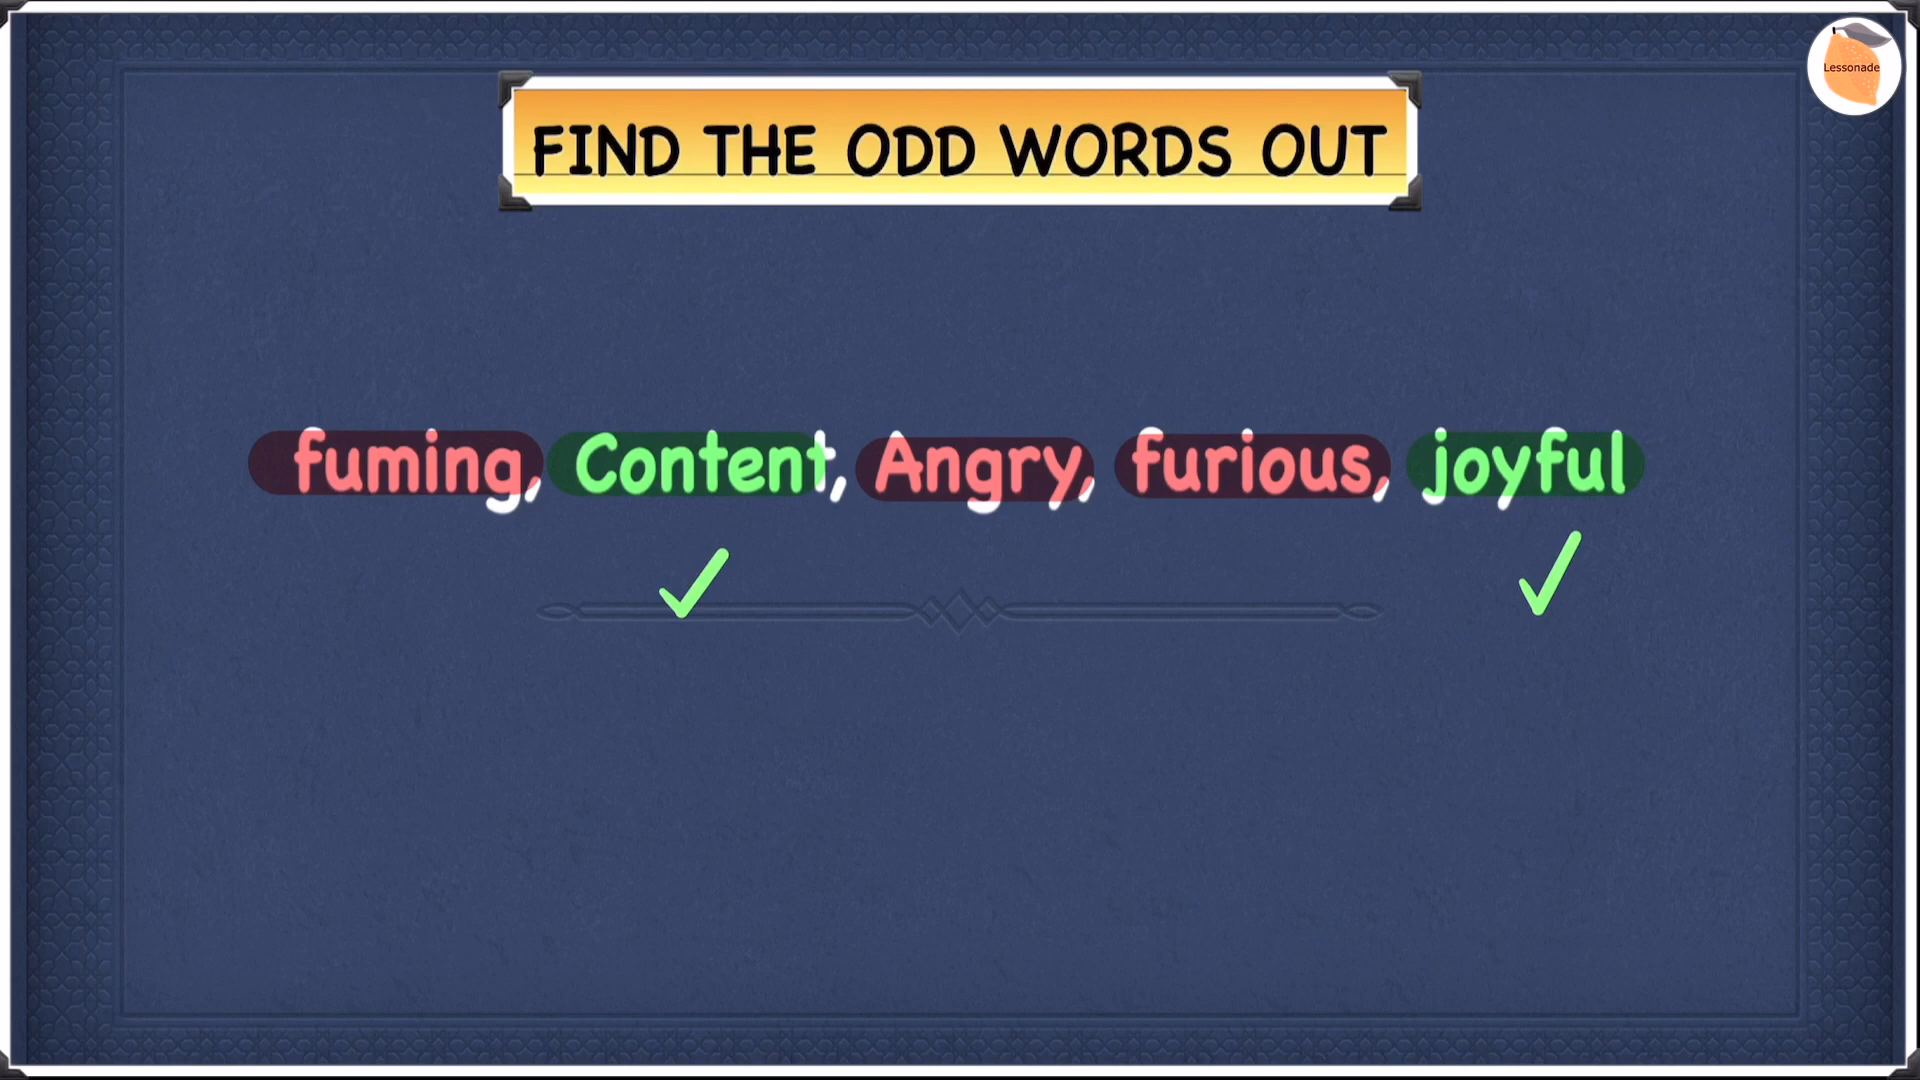 Lessonade
FIND THE ODD WORDS OUT
fuming, Content, Angry, furious, joyful